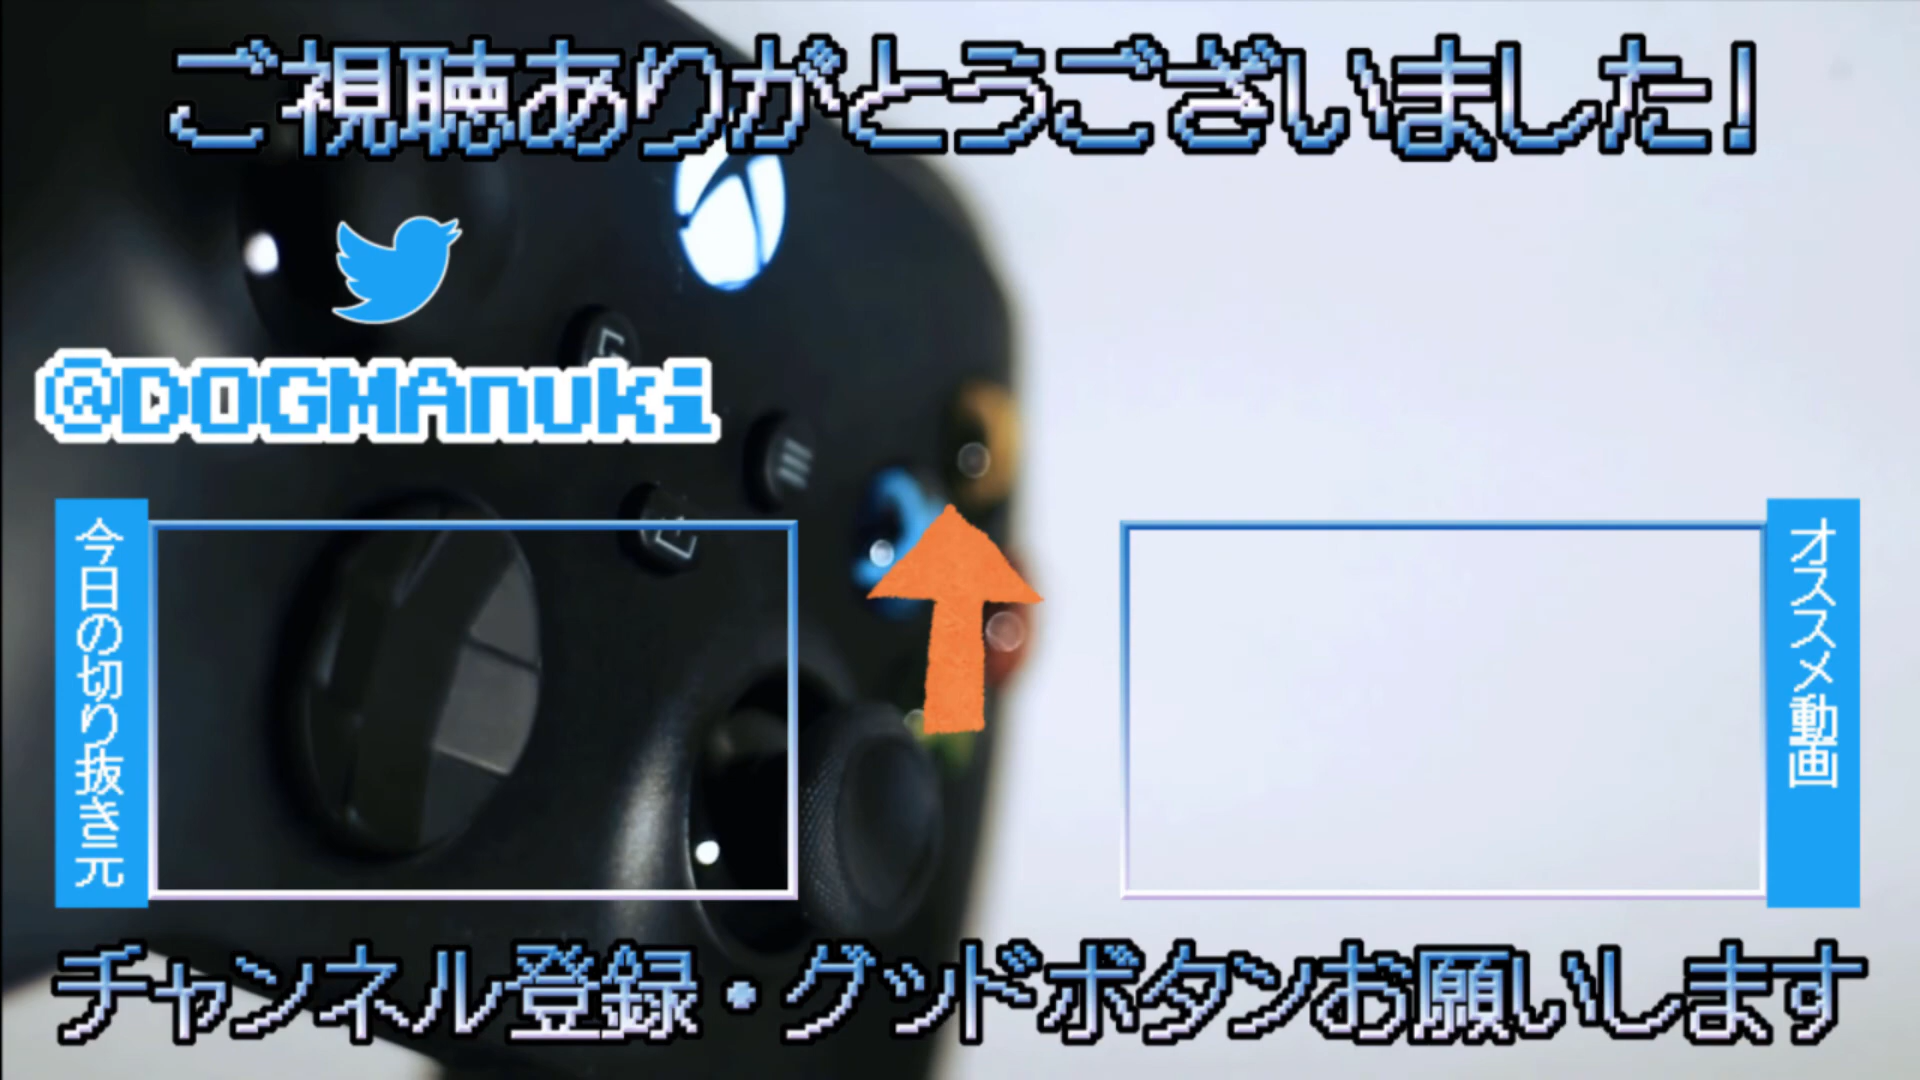 ご視聴ありがとうございました!
@DOGMAnuki
今日の切り抜き元
オススメ動画
チャンネル登録・グッドボタンお願いします